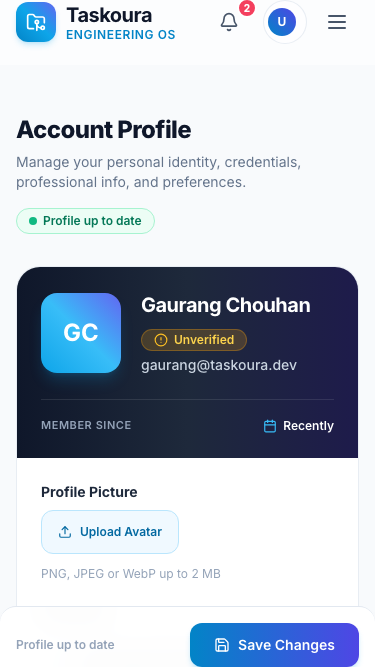 Taskoura
ENGINEERING OS
2
U
Account Profile
Manage your personal identity, credentials,
professional info, and preferences.
Profile up to date
GC
Gaurang Chouhan
Unverified
gaurang@taskoura.dev
MEMBER SINCE
Recently
Profile Picture
Upload Avatar
PNG, JPEG or WebP up to 2 MB
Profile up to date
Save Changes